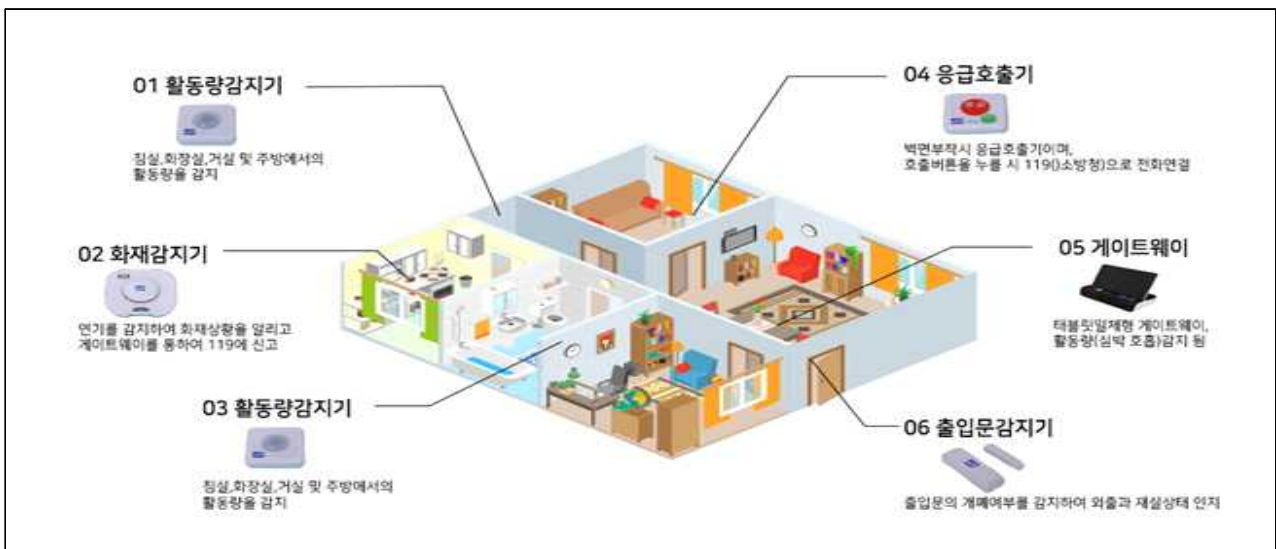 01 활동량감지기
침실,화장실,거실 및 주방에서의
활동량을 감지
02 화재감지기
연기를 감지하여 화재상황을 알리고
게이트웨이를 통하여 119에 신고
03 활동량감지기
침실,화장실,거실 및 주방에서의
활동량을 감지
04 응급호출기
벽면부착시 응급호출기이며,
호출버튼을 누를 시 119()소방청)으로 전화연결
05 게이트웨이
태블릿일체형 게이트웨이,
활동량(심박 호흡)감지 됨
06 출입문감지기
출입문의 개폐여부를 감지하여 외출과 재실상태 인지